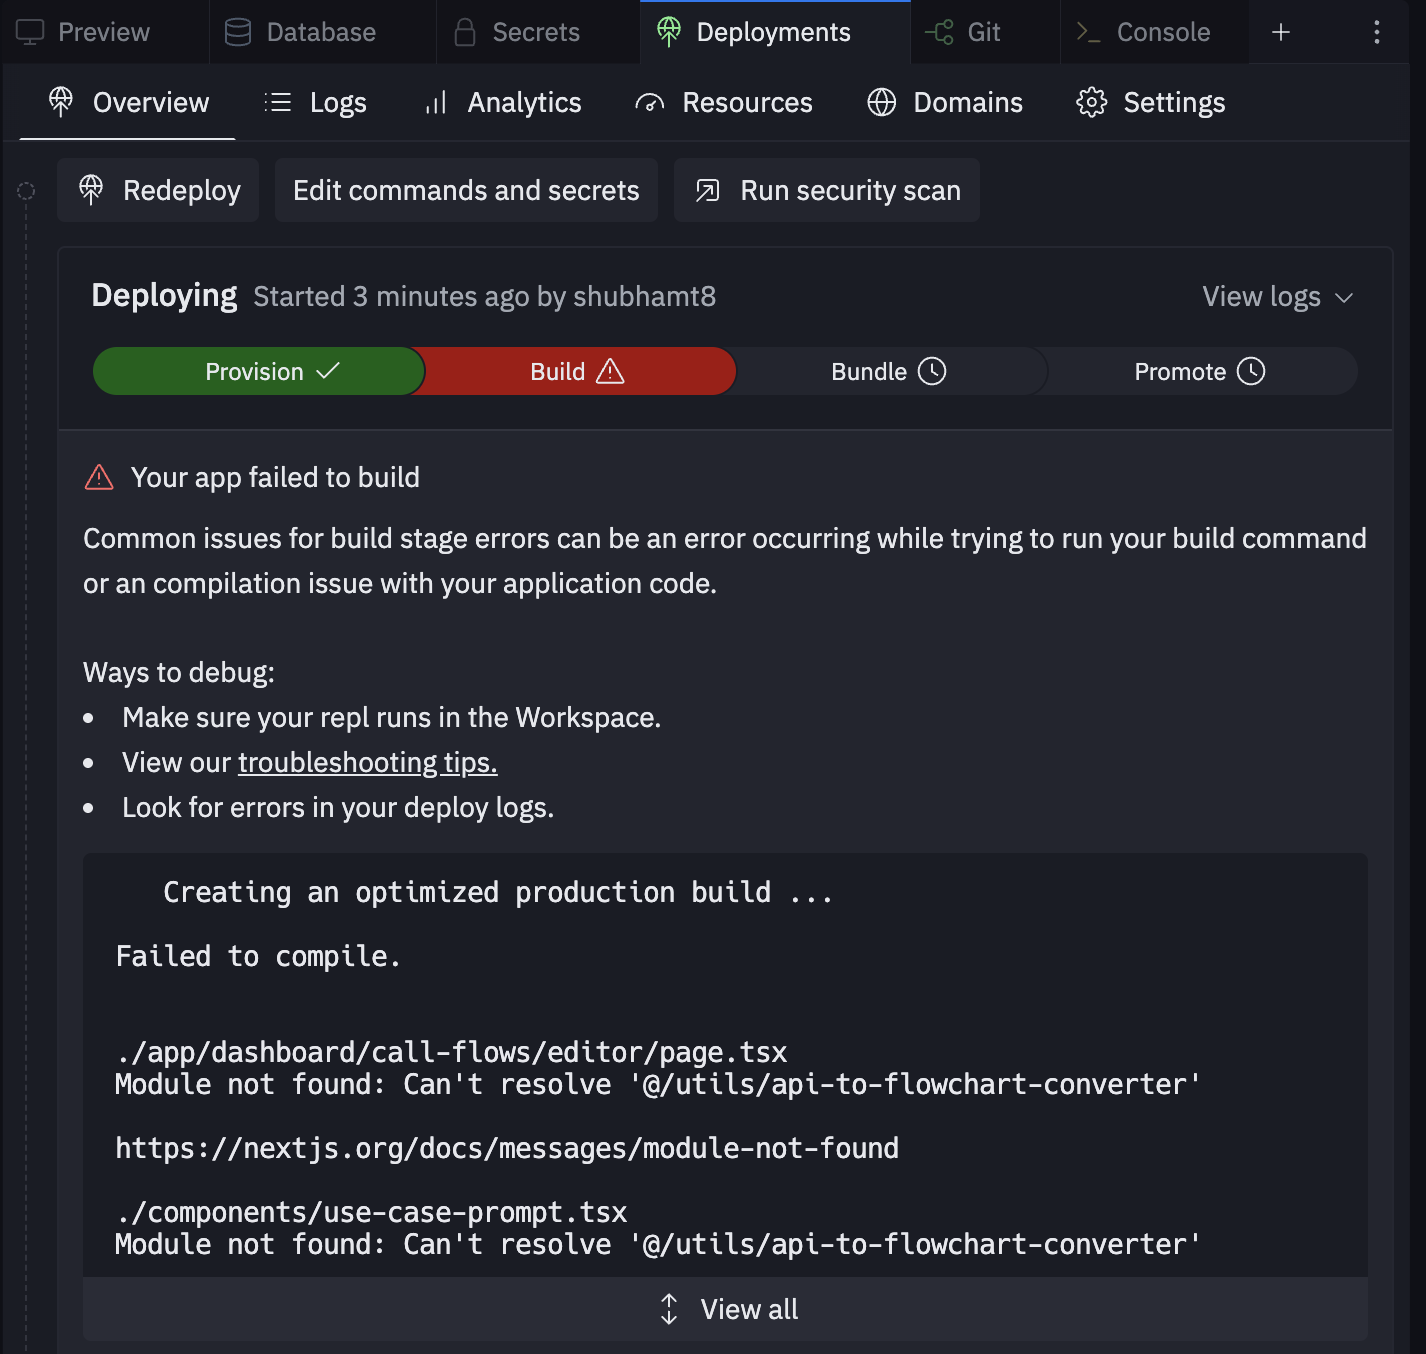 Preview Database Secrets Deployments Git Console
Overview Logs Analytics Resources Domains Settings
Redeploy Edit commands and secrets Run security scan
Deploying Started 3 minutes ago by shubhamt8 View logs
Provision Build Bundle Promote
Your app failed to build
Common issues for build stage errors can be an error occurring while trying to run your build command
or an compilation issue with your application code.
Ways to debug:
• Make sure your repl runs in the Workspace.
• View our troubleshooting tips.
• Look for errors in your deploy logs.
Creating an optimized production build ...
Failed to compile.
./app/dashboard/call-flows/editor/page.tsx
Module not found: Can't resolve '@/utils/api-to-flowchart-converter'
https://nextjs.org/docs/messages/module-not-found
./components/use-case-prompt.tsx
Module not found: Can't resolve '@/utils/api-to-flowchart-converter'
View all